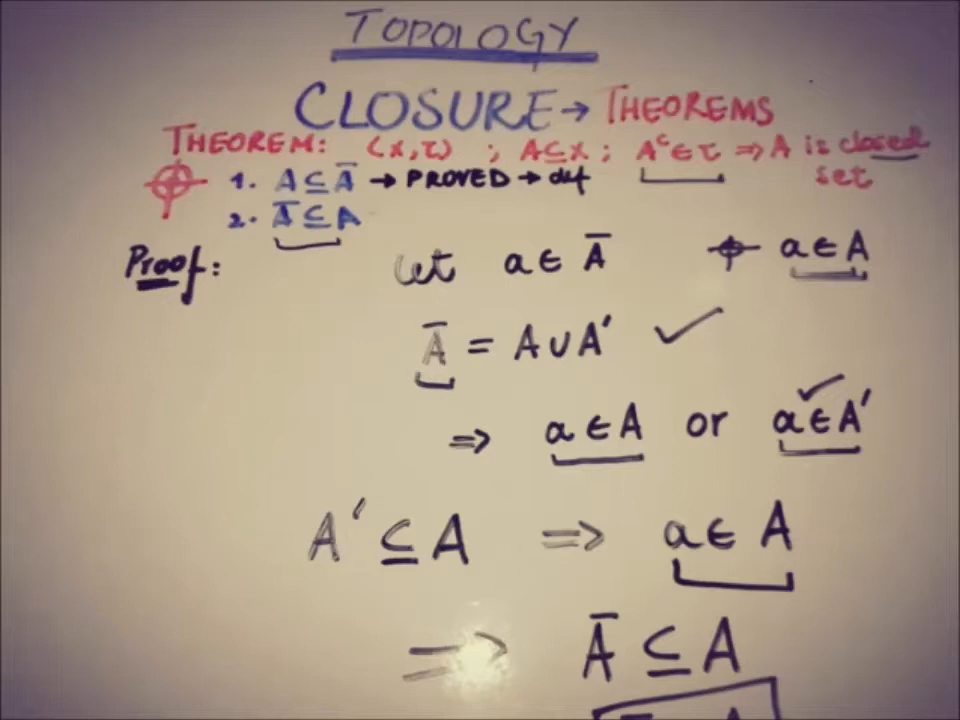 TOPOLOGY
CLOSURE → THEOREMS
THEOREM: (X,τ) ; A⊆X ; Aᶜ∈τ ⇒ A is closed
set
1. A⊆Ā → PROVED → def
2. Ā⊆A
Proof: let a∈Ā a∈A
Ā = A∪A′ ✓
⇒ a∈A or a∈A′ ✓
A′⊆A ⇒ a∈A
⇒ Ā⊆A